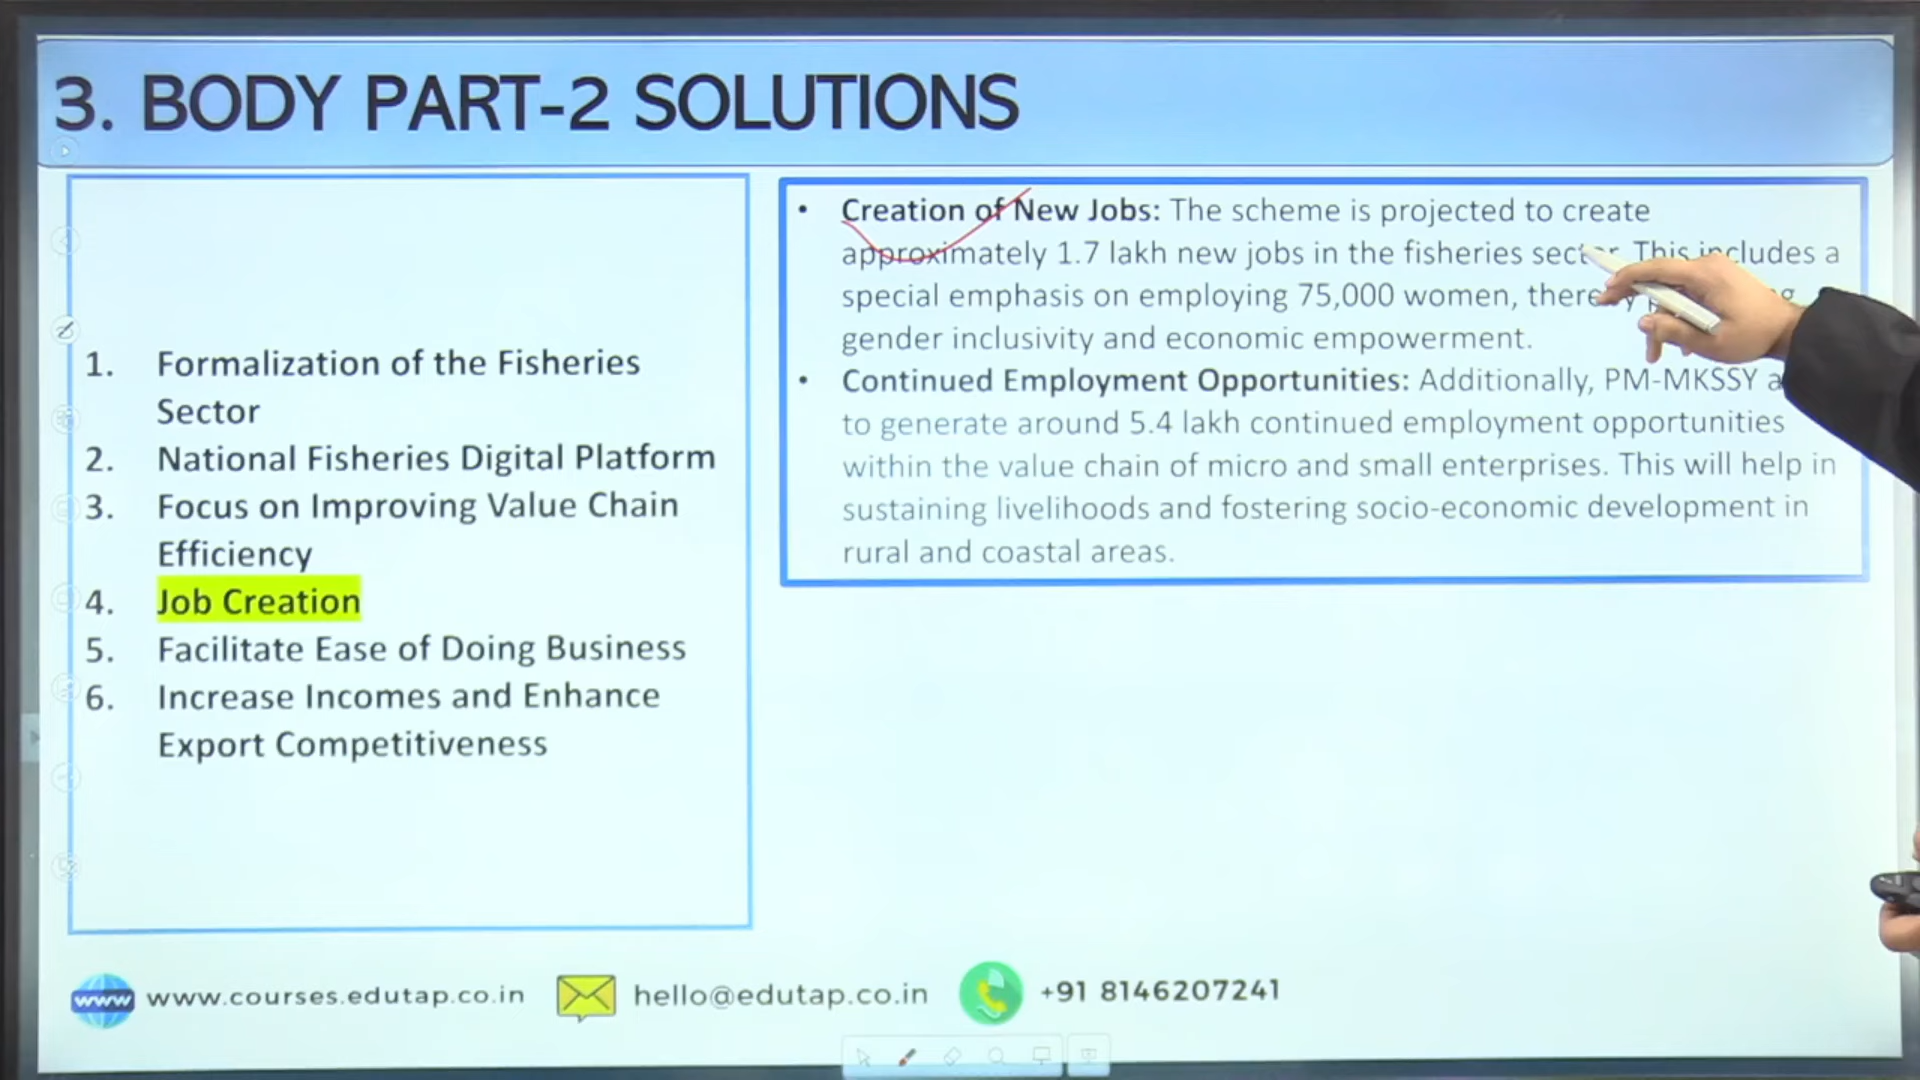 3. BODY PART-2 SOLUTIONS
1. Formalization of the Fisheries
Sector
2. National Fisheries Digital Platform
3. Focus on Improving Value Chain
Efficiency
4. Job Creation
5. Facilitate Ease of Doing Business
6. Increase Incomes and Enhance
Export Competitiveness
• Creation of New Jobs: The scheme is projected to create
approximately 1.7 lakh new jobs in the fisheries sector. This includes a
special emphasis on employing 75,000 women,
gender inclusivity and economic empowerment.
• Continued Employment Opportunities: Additionally, PM-MKSSY
to generate around 5.4 lakh continued employment opportunities
within the value chain of micro and small enterprises. This will help in
sustaining livelihoods and fostering socio-economic development in
rural and coastal areas.
www www.courses.edutap.co.in hello@edutap.co.in +91 8146207241